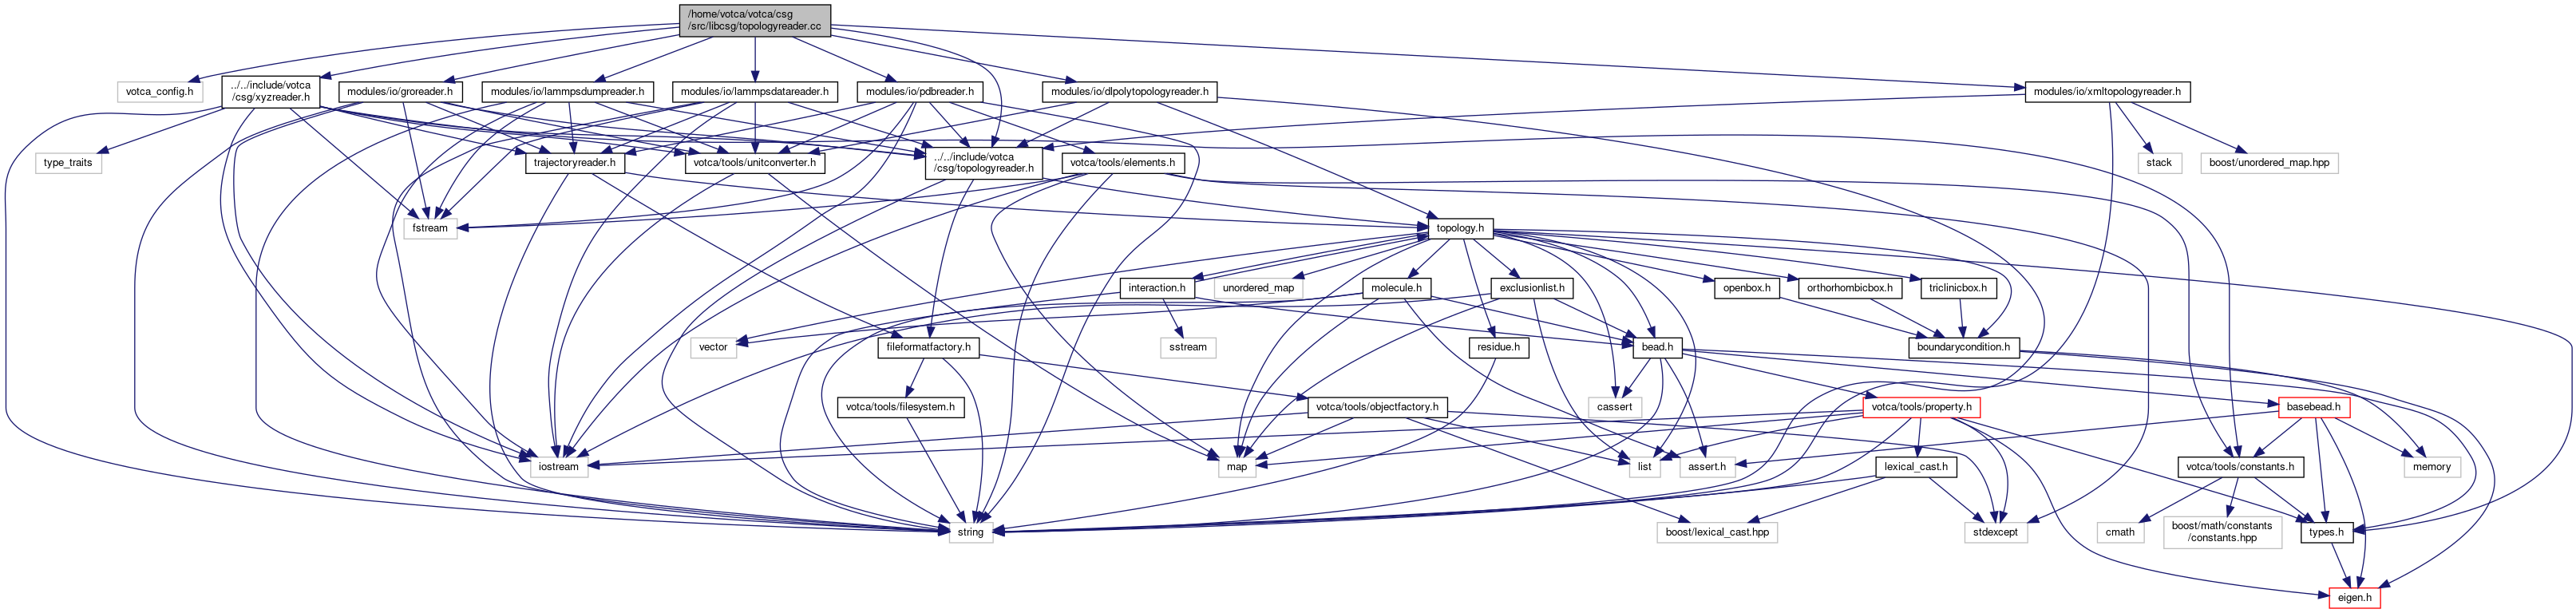 /home/votca/votca/csg
/src/libcsg/topologyreader.cc
votca_config.h
../../include/votca
/csg/xyzreader.h
modules/io/groreader.h
modules/io/lammpsdumpreader.h
modules/io/lammpsdatareader.h
modules/io/pdbreader.h
modules/io/dlpolytopologyreader.h
modules/io/xmltopologyreader.h
type_traits
trajectoryreader.h
votca/tools/unitconverter.h
../../include/votca
/csg/topologyreader.h
votca/tools/elements.h
stack
boost/unordered_map.hpp
fstream
topology.h
interaction.h
unordered_map
molecule.h
exclusionlist.h
openbox.h
orthorhombicbox.h
triclinicbox.h
vector
fileformatfactory.h
sstream
residue.h
bead.h
boundarycondition.h
votca/tools/filesystem.h
votca/tools/objectfactory.h
cassert
votca/tools/property.h
basebead.h
iostream
map
list
assert.h
lexical_cast.h
votca/tools/constants.h
memory
string
boost/lexical_cast.hpp
stdexcept
cmath
boost/math/constants
/constants.hpp
types.h
eigen.h